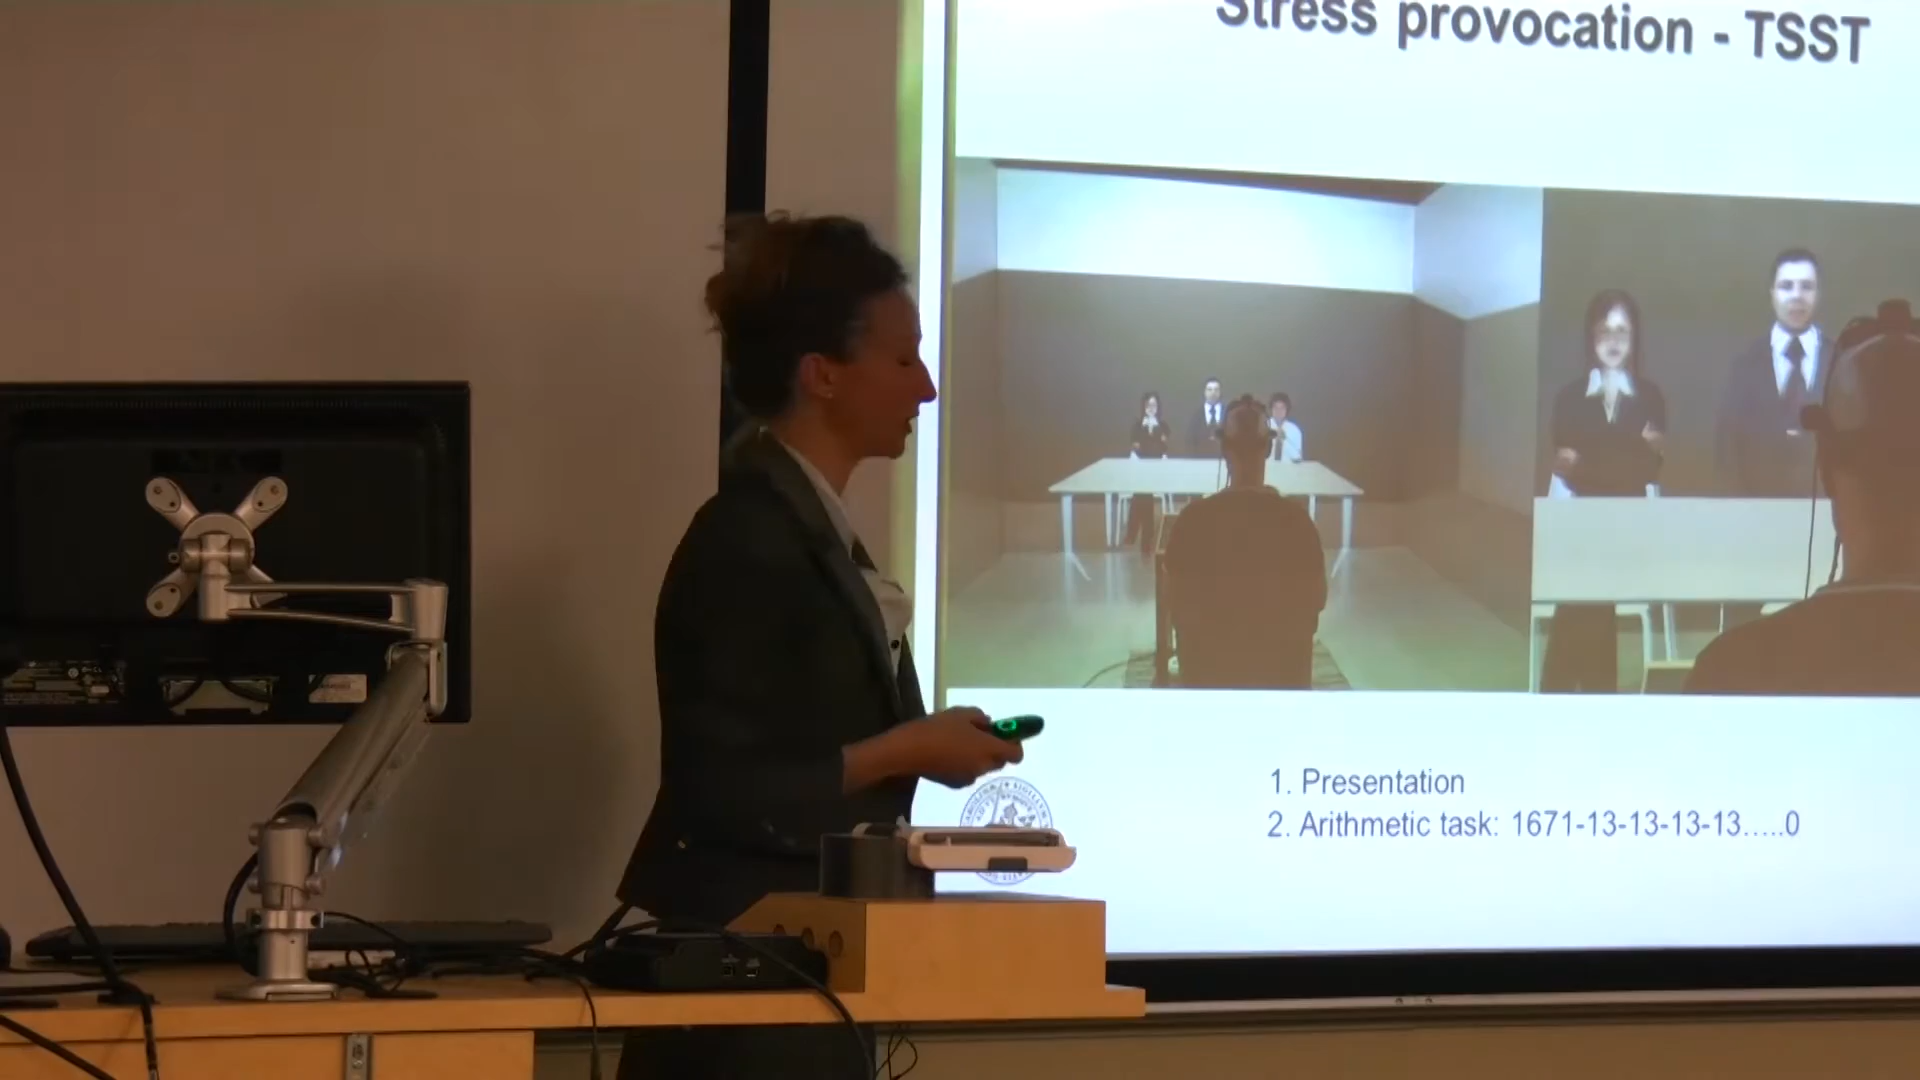 Stress provocation - TSST
1. Presentation
2. Arithmetic task: 1671-13-13-13-13.....0